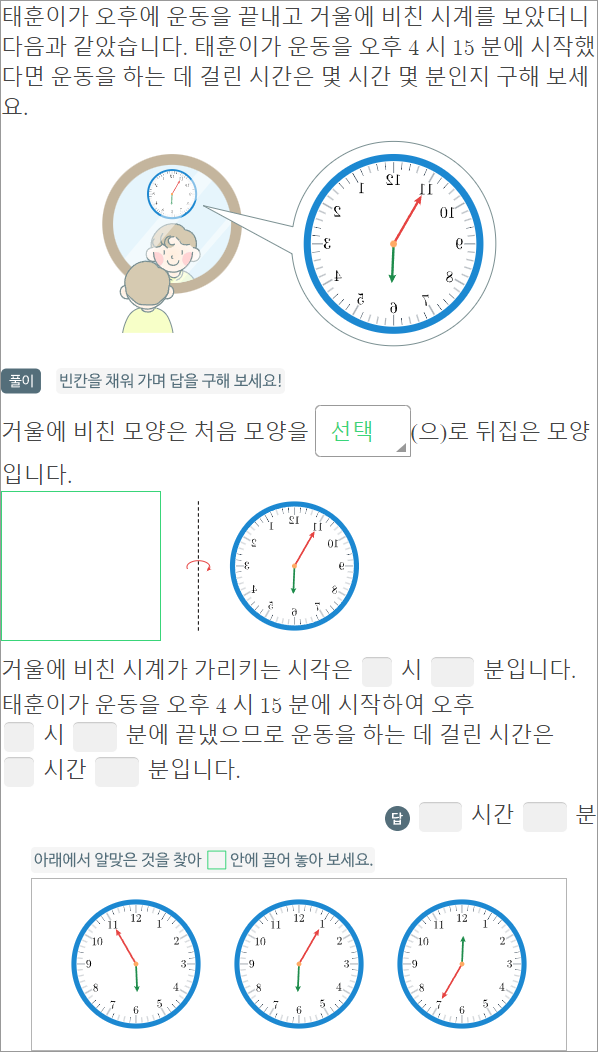 태훈이가 오후에 운동을 끝내고 거울에 비친 시계를 보았더니
다음과 같았습니다. 태훈이가 운동을 오후 4 시 15 분에 시작했
다면 운동을 하는 데 걸린 시간은 몇 시간 몇 분인지 구해 보세
요.
12
1 11
2 10
3 9
4 8
5 7
6
풀이 빈칸을 채워 가며 답을 구해 보세요!
거울에 비친 모양은 처음 모양을 선택 (으)로 뒤집은 모양
입니다.
12
1 11
2 10
3 9
4 8
5 7
6
거울에 비친 시계가 가리키는 시각은 시 분입니다.
태훈이가 운동을 오후 4 시 15 분에 시작하여 오후
시 분에 끝냈으므로 운동을 하는 데 걸린 시간은
시간 분입니다.
답 시간 분
아래에서 알맞은 것을 찾아 안에 끌어 놓아 보세요.
12 12 12
11 1 11 1 11 1
10 2 10 2 10 2
9 3 9 3 9 3
8 4 8 4 8 4
7 5 7 5 7 5
6 6 6